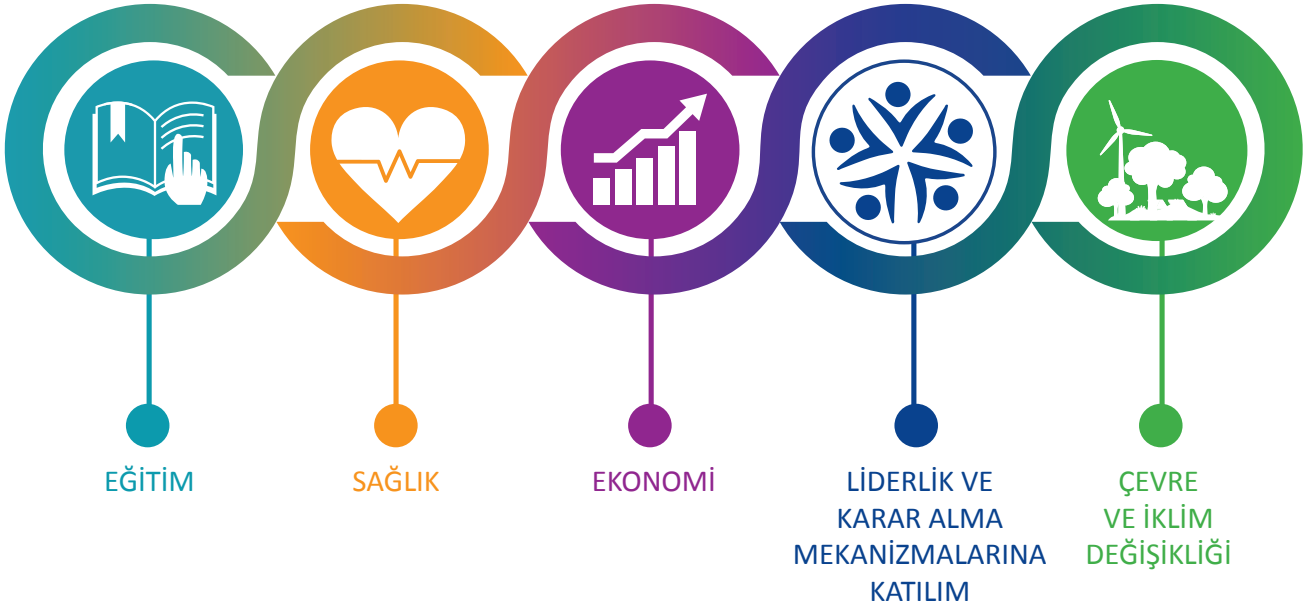 EĞİTİM
SAĞLIK
EKONOMİ
LİDERLİK VE
KARAR ALMA
MEKANİZMALARINA
KATILIM
ÇEVRE
VE İKLİM
DEĞİŞİKLİĞİ